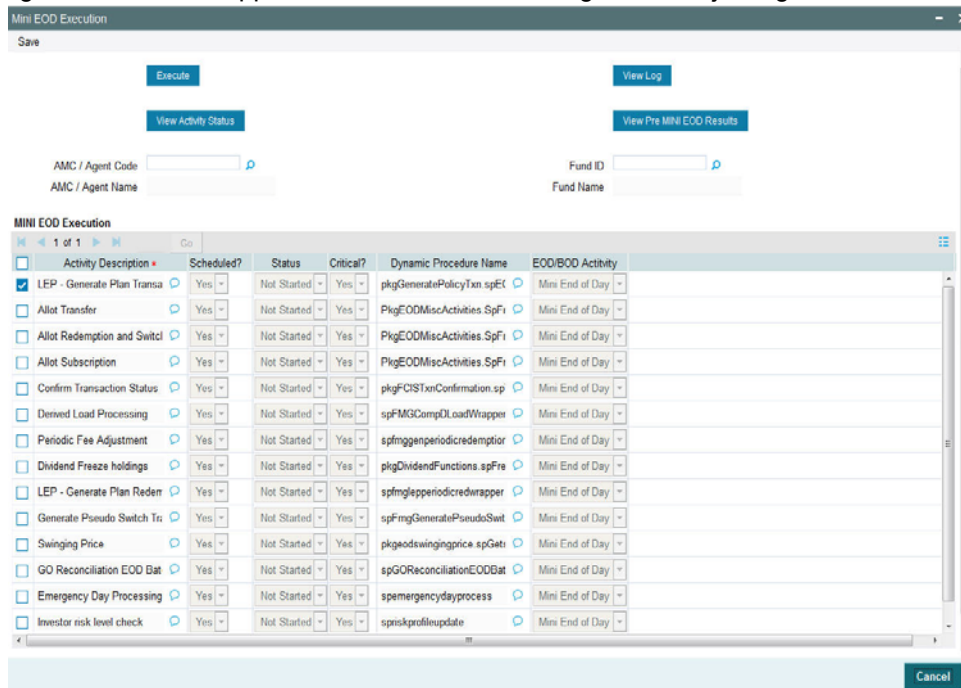 Mini EOD Execution
Save
Execute
View Log
View Activity Status
View Pre MINI EOD Results
AMC / Agent Code
Fund ID
AMC / Agent Name
Fund Name
MINI EOD Execution
1 of 1 Go
Activity Description * Scheduled? Status Critical? Dynamic Procedure Name EOD/BOD Actitvity
LEP - Generate Plan Transa Yes Not Started Yes pkgGeneratePolicyTxn.spE( Mini End of Day
Allot Transfer Yes Not Started Yes PkgEODMiscActivities.SpFr Mini End of Day
Allot Redemption and Switcl Yes Not Started Yes PkgEODMiscActivities.SpFr Mini End of Day
Allot Subscription Yes Not Started Yes PkgEODMiscActivities.SpFr Mini End of Day
Confirm Transaction Status Yes Not Started Yes pkgFCISTxnConfirmation.sp Mini End of Day
Derived Load Processing Yes Not Started Yes spFMGCompDLoadWrapper Mini End of Day
Periodic Fee Adjustment Yes Not Started Yes spfmggenperiodicredemptior Mini End of Day
Dividend Freeze holdings Yes Not Started Yes pkgDividendFunctions.spFre Mini End of Day
LEP - Generate Plan Redem Yes Not Started Yes spfmglepperiodicredwrapper Mini End of Day
Generate Pseudo Switch Tra Yes Not Started Yes spFmgGeneratePseudoSwit Mini End of Day
Swinging Price Yes Not Started Yes pkgeodswingingprice.spGetr Mini End of Day
GO Reconciliation EOD Bat Yes Not Started Yes spGOReconciliationEODBat Mini End of Day
Emergency Day Processing Yes Not Started Yes spemergencydayprocess Mini End of Day
Investor risk level check Yes Not Started Yes spriskprofileupdate Mini End of Day
Cancel